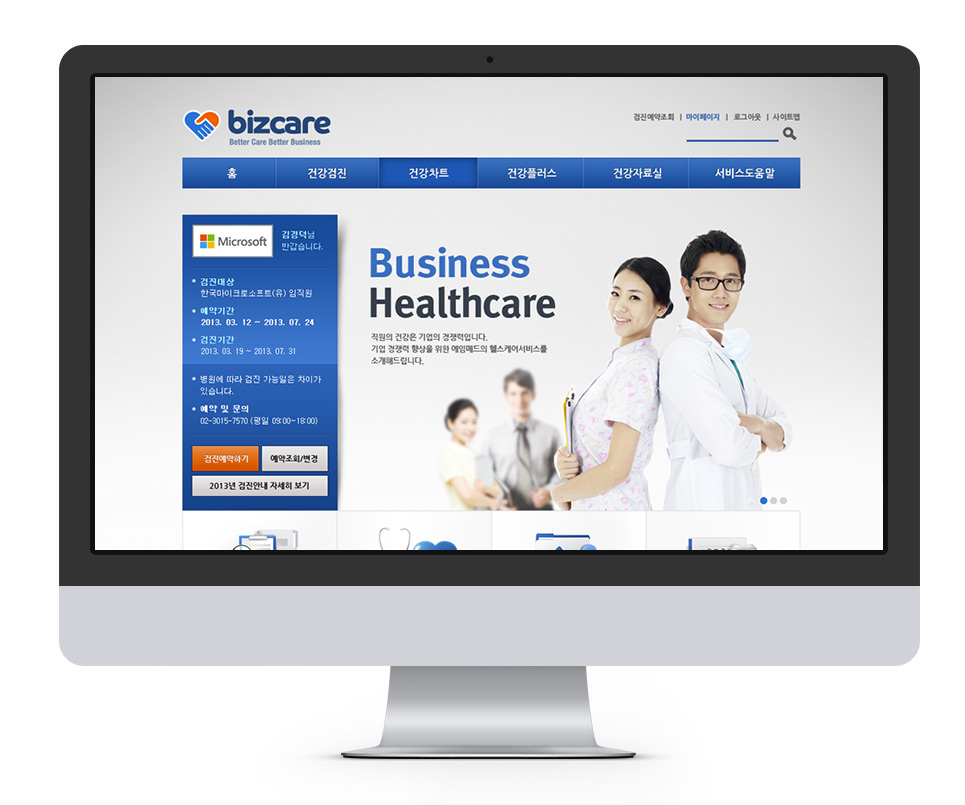 bizcare
Better Care Better Business
검진예약조회 | 마이페이지 | 로그아웃 | 사이트맵
홈 건강검진 건강차트 건강플러스 건강자료실 서비스도움말
Microsoft
김경덕님
반갑습니다.
검진대상
한국마이크로소프트(유) 임직원
예약기간
2013. 03. 12 ~ 2013. 07. 24
검진기간
2013. 03. 19 ~ 2013. 07. 31
병원에 따라 검진 가능일은 차이가
있습니다.
예약 및 문의
02-3015-7570 (평일 09:00~18:00)
검진예약하기 예약조회/변경
2013년 검진안내 자세히 보기
Business
Healthcare
직원의 건강은 기업의 경쟁력입니다.
기업 경쟁력 향상을 위한 에임메드의 헬스케어서비스를
소개해드립니다.